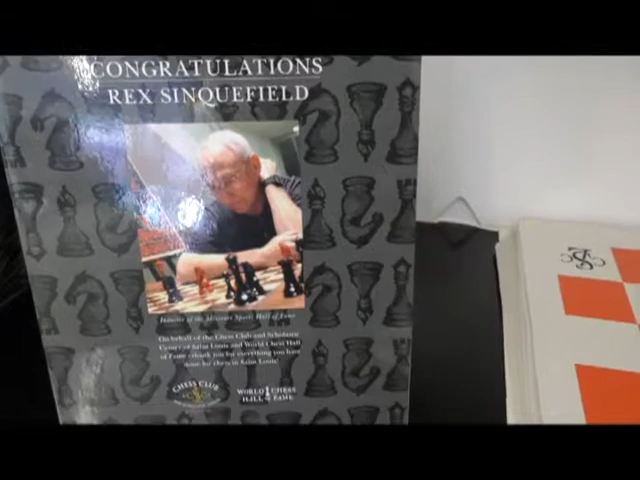 CONGRATULATIONS
REX SINQUEFIELD
Inductee of the Missouri Sports Hall of Fame
On behalf of the Chess Club and Scholastic
Center of Saint Louis and World Chess Hall
of Fame thank you for everything you have
done for chess in Saint Louis!
CHESS CLUB
WORLD CHESS
HALL of FAME